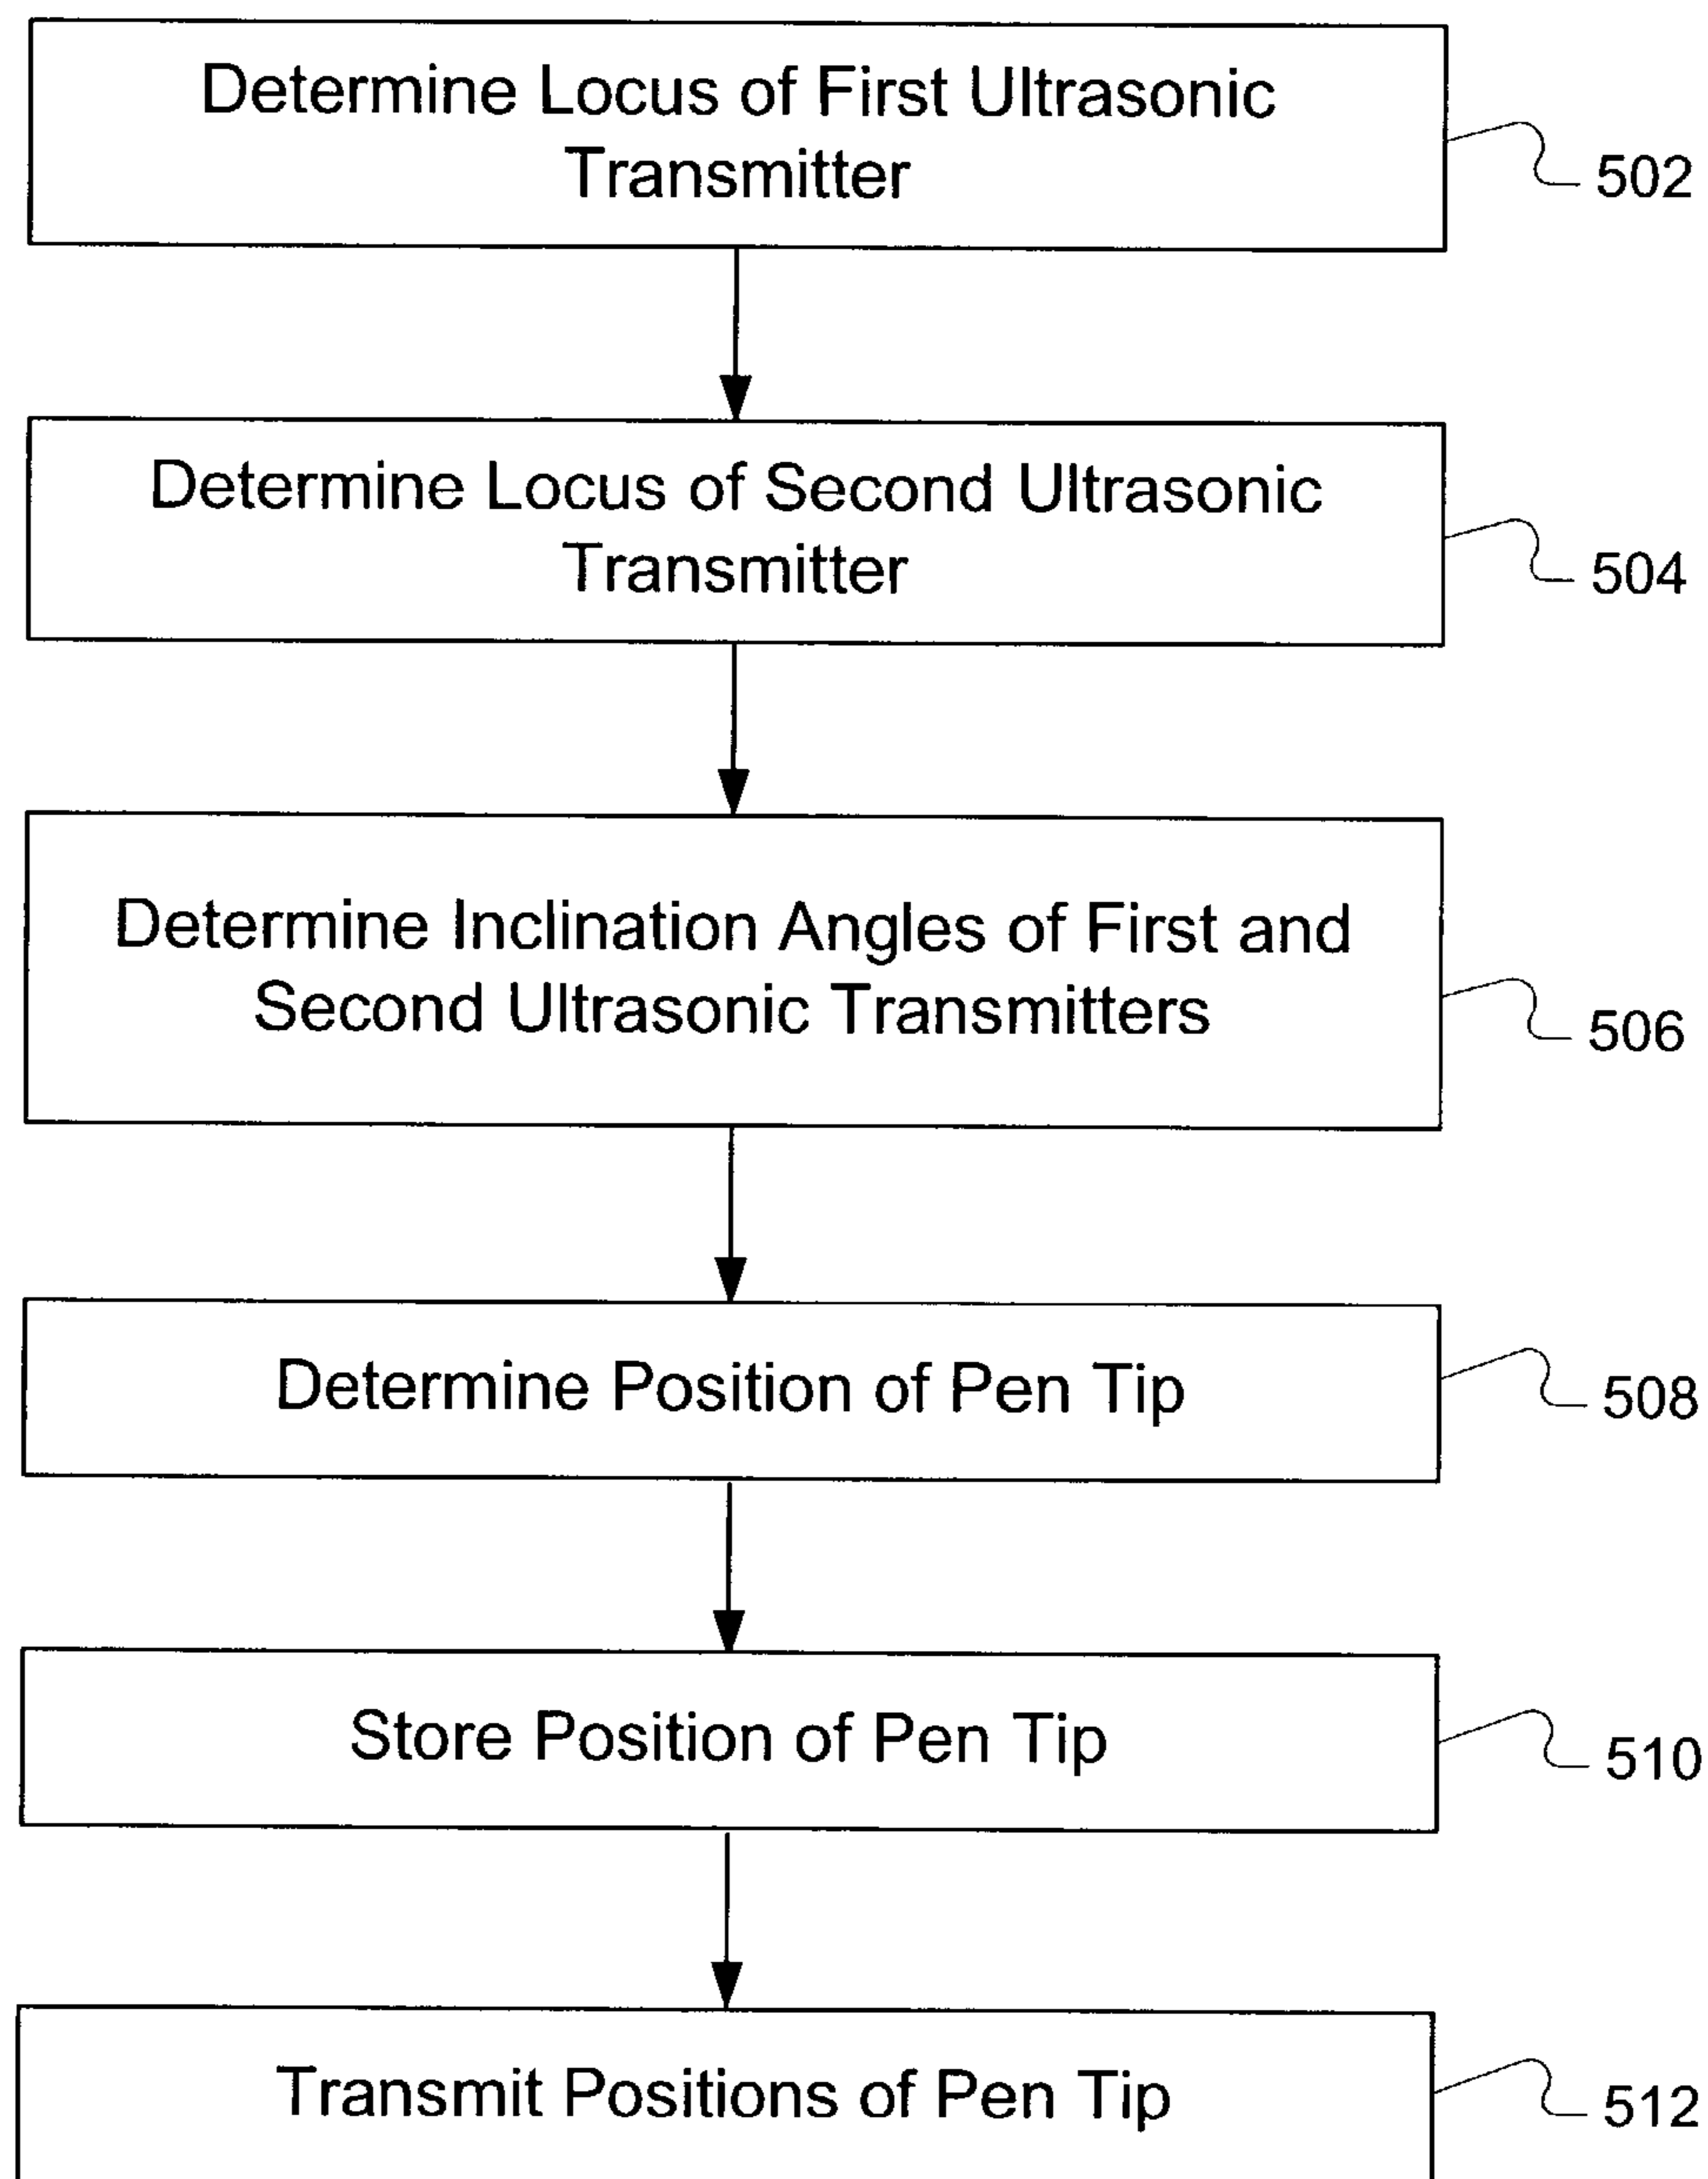 Determine Locus of First Ultrasonic
Transmitter
502
Determine Locus of Second Ultrasonic
Transmitter
504
Determine Inclination Angles of First and
Second Ultrasonic Transmitters
506
Determine Position of Pen Tip
508
Store Position of Pen Tip
510
Transmit Positions of Pen Tip
512